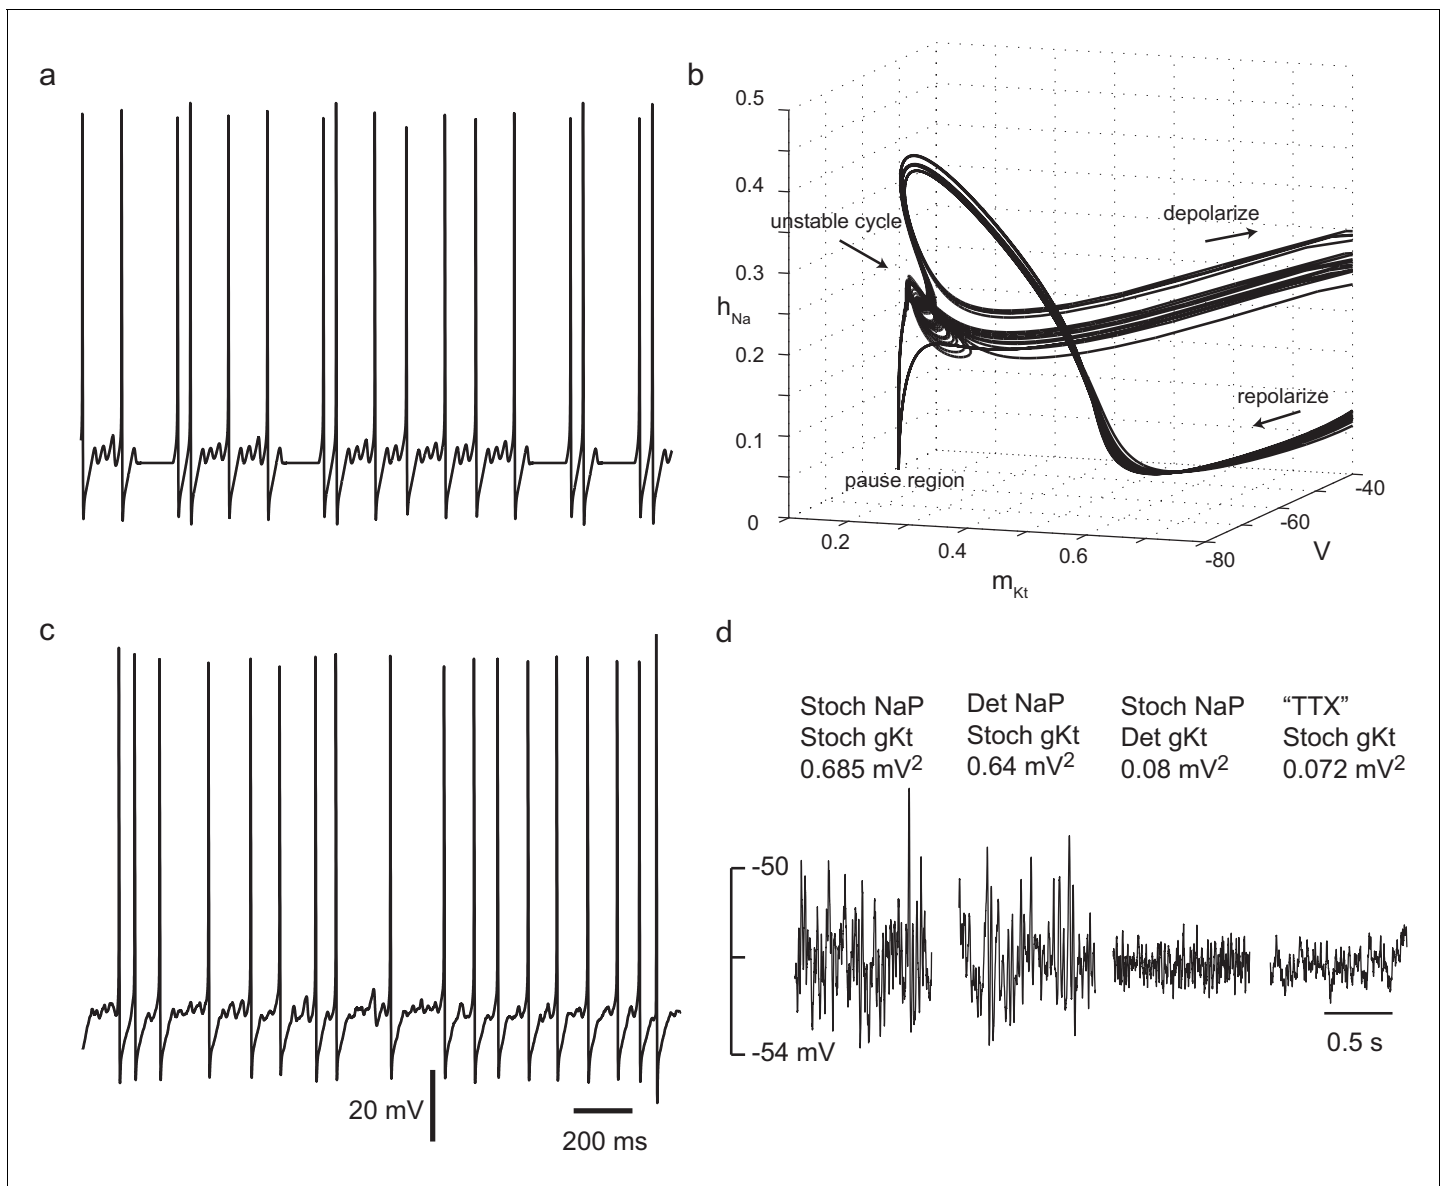 a
b
0.5
0.4
0.3
0.2
0.1
0
h_Na
unstable cycle
depolarize
repolarize
pause region
0.2
0.4
0.6
m_Kt
-80
-60
-40
V
c
20 mV
200 ms
d
Stoch NaP
Stoch gKt
0.685 mV²
Det NaP
Stoch gKt
0.64 mV²
Stoch NaP
Det gKt
0.08 mV²
“TTX”
Stoch gKt
0.072 mV²
-50
-54 mV
0.5 s